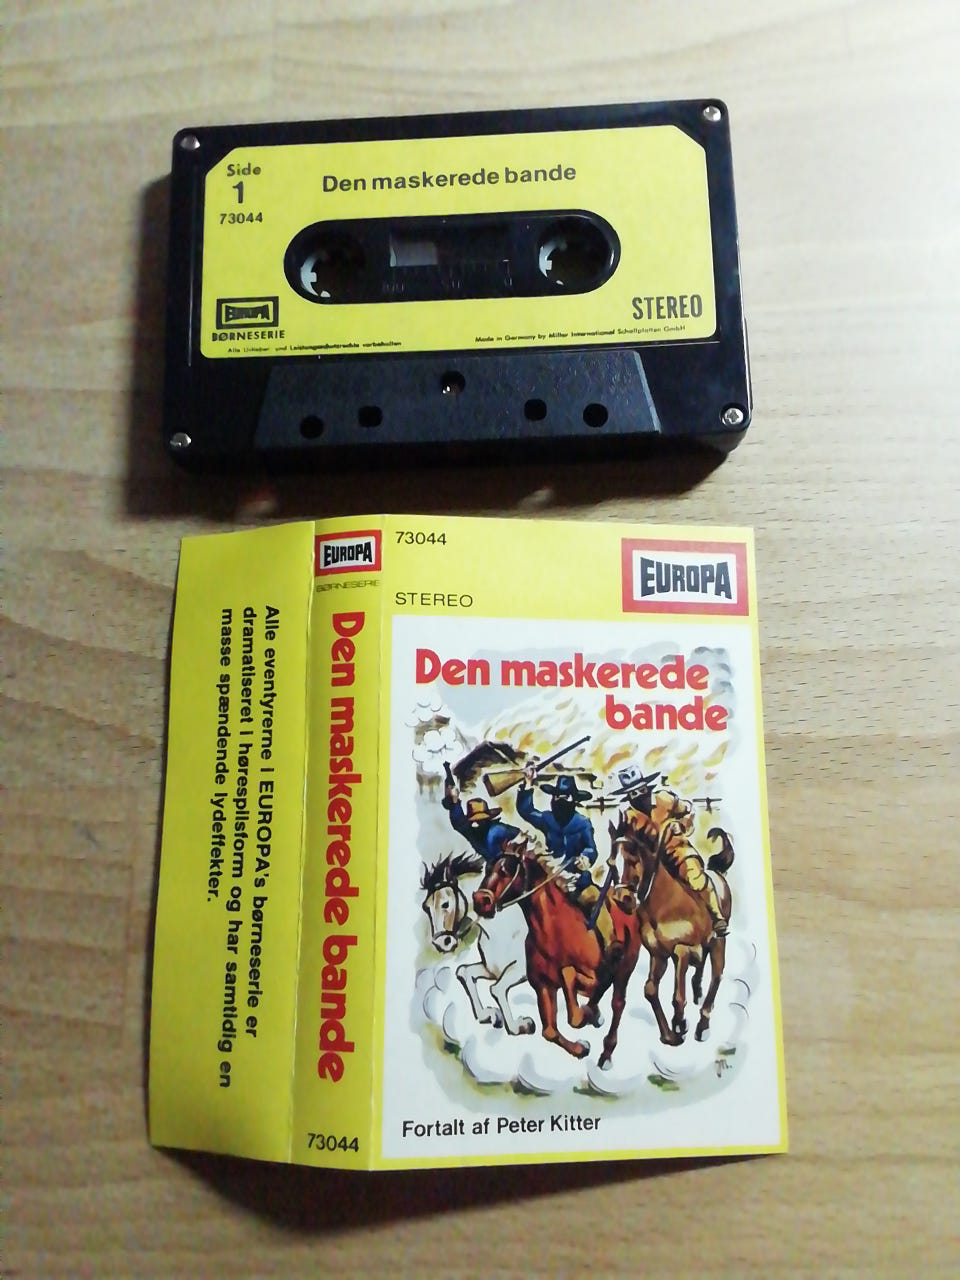 Side
1
73044
Den maskerede bande
EUROPA
BØRNESERIE
STEREO
Alle Urheber- und Leistungsschutzrechte vorbehalten
Made in Germany by Miller International Schallplatten GmbH
Alle eventyrerne i EUROPA's børneserie er
dramatiseret i hørespilsform og har samtidig en
masse spændende lydeffekter.
EUROPA
BØRNESERIE
Den maskerede bande
73044
73044
STEREO
EUROPA
Den maskerede
bande
Fortalt af Peter Kitter